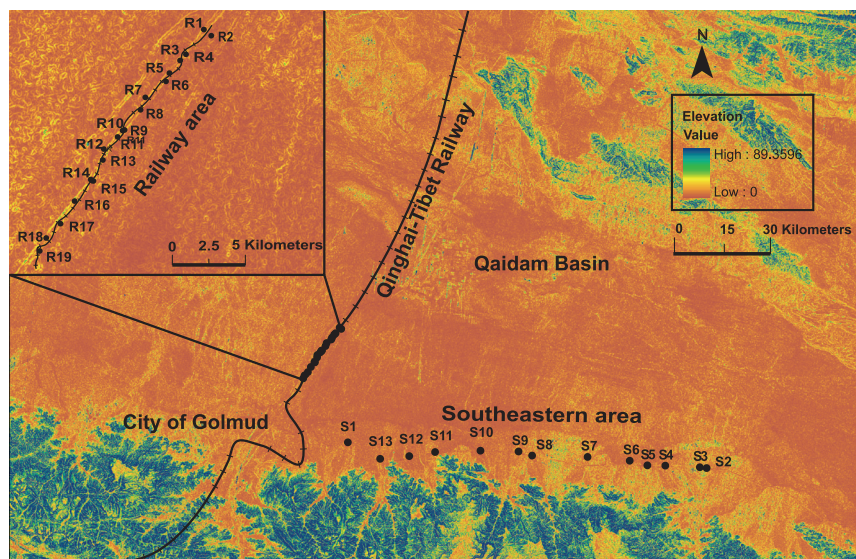 R1
R2
R3
R4
R5
R6
R7
R8
R10
R9
R11
R12
R11
R13
R14
R15
R16
R17
R18
R19
Railway area
0 2.5 5 Kilometers
Qinghai-Tibet Railway
N
Elevation
Value
High : 89.3596
Low : 0
0 15 30 Kilometers
Qaidam Basin
City of Golmud
Southeastern area
S1
S13
S12
S11
S10
S9
S8
S7
S6
S5
S4
S3
S2